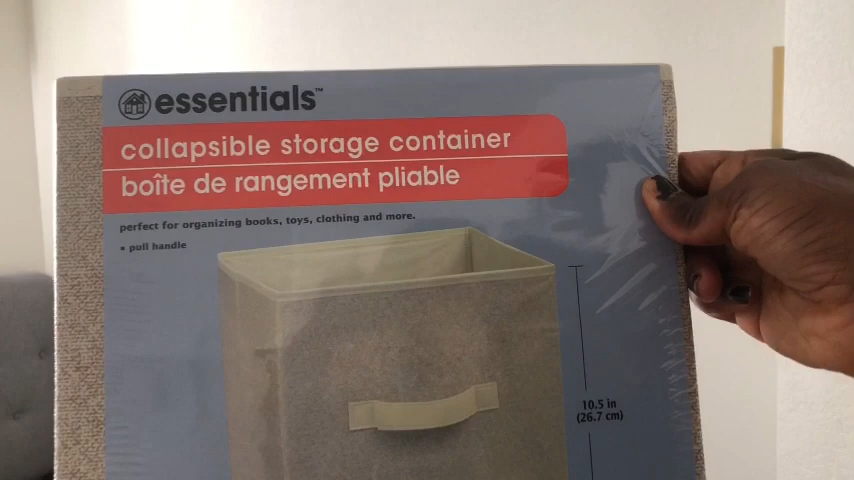 essentials™
collapsible storage container
boîte de rangement pliable
perfect for organizing books, toys, clothing and more.
• pull handle
10.5 in
(26.7 cm)